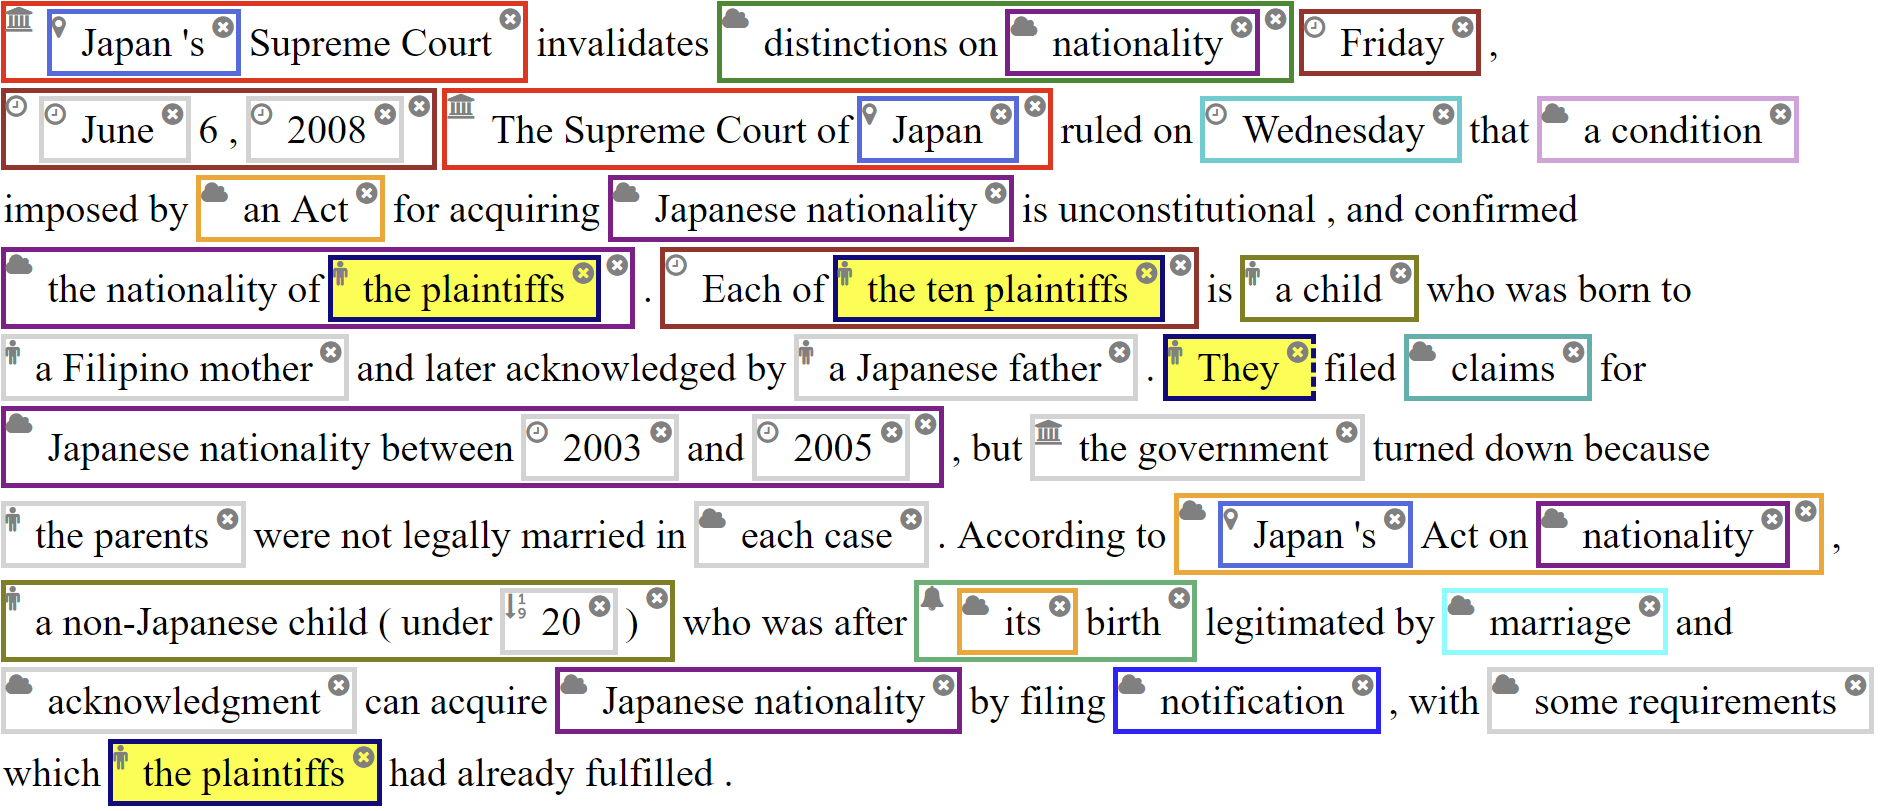 Japan 's Supreme Court invalidates distinctions on nationality Friday ,
June 6 , 2008 The Supreme Court of Japan ruled on Wednesday that a condition
imposed by an Act for acquiring Japanese nationality is unconstitutional , and confirmed
the nationality of the plaintiffs . Each of the ten plaintiffs is a child who was born to
a Filipino mother and later acknowledged by a Japanese father . They filed claims for
Japanese nationality between 2003 and 2005 , but the government turned down because
the parents were not legally married in each case . According to Japan 's Act on nationality ,
a non-Japanese child ( under 20 ) who was after its birth legitimated by marriage and
acknowledgment can acquire Japanese nationality by filing notification , with some requirements
which the plaintiffs had already fulfilled .